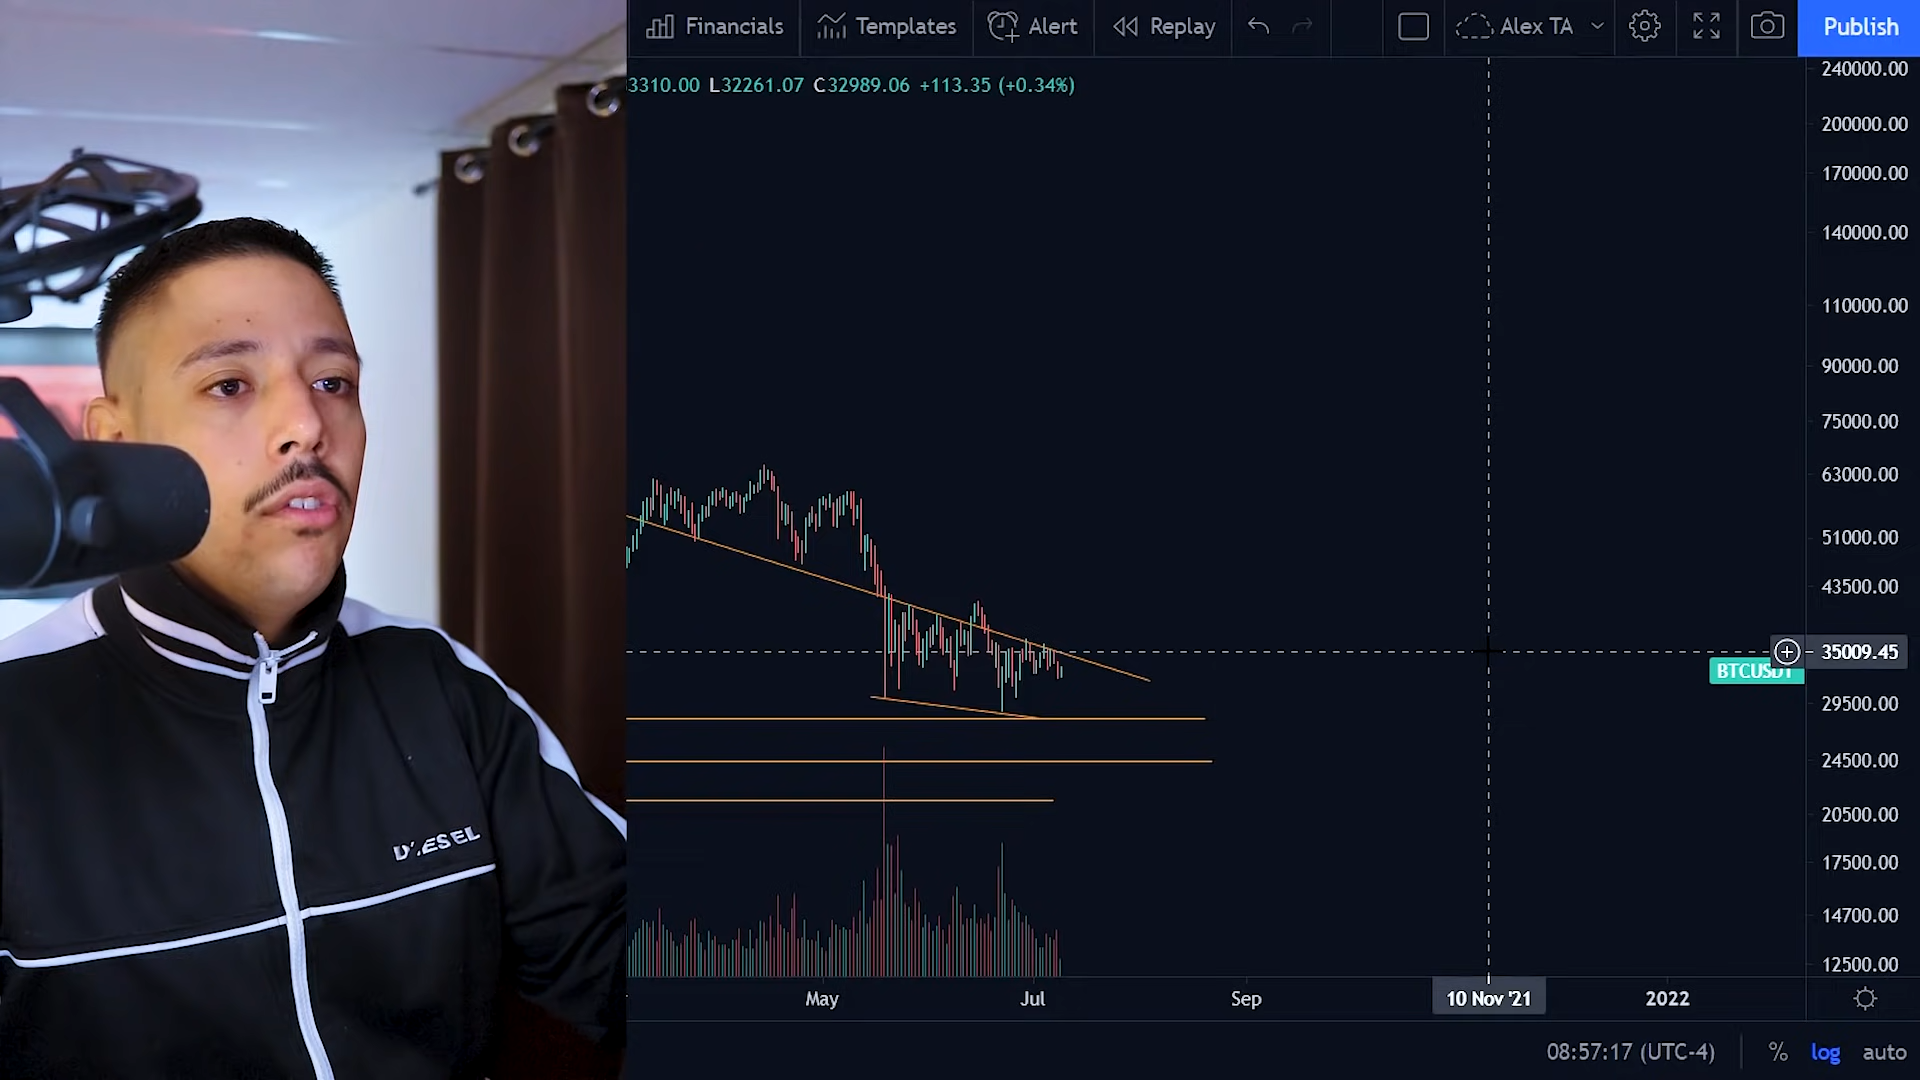 Financials Templates Alert Replay Alex TA Publish
3310.00 L32261.07 C32989.06 +113.35 (+0.34%)
240000.00
200000.00
170000.00
140000.00
110000.00
90000.00
75000.00
63000.00
51000.00
43500.00
35009.45
BTCUSDT
29500.00
24500.00
20500.00
17500.00
14700.00
12500.00
DIESEL
May Jul Sep 10 Nov '21 2022
08:57:17 (UTC-4) % log auto